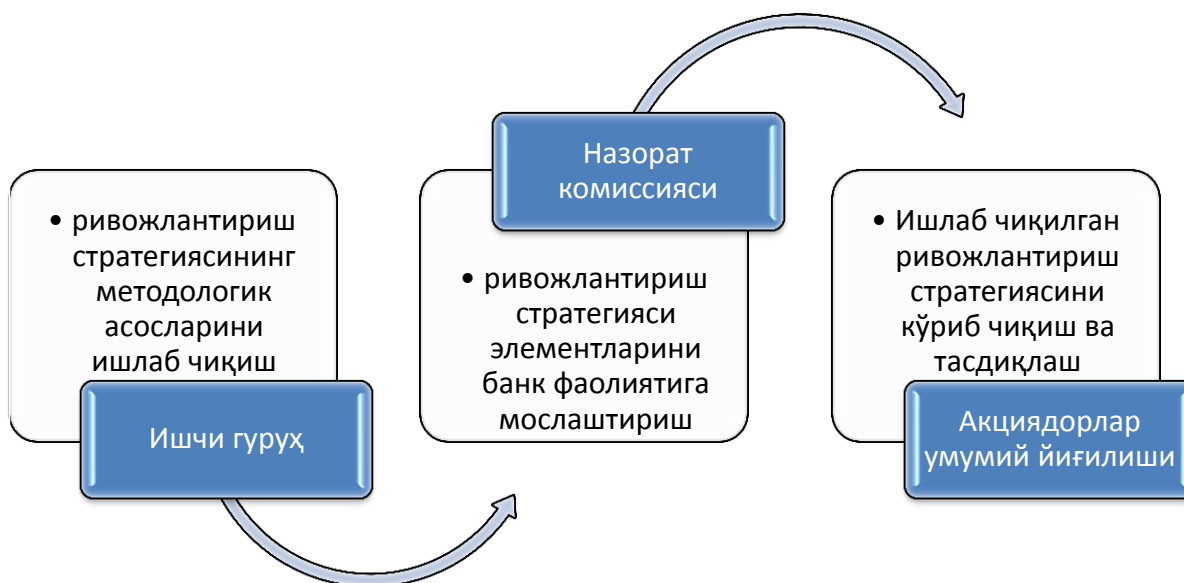 • ривожлантириш
стратегиясининг
методологик
асосларини
ишлаб чиқиш
Ишчи гуруҳ
Назорат
комиссияси
• ривожлантириш
стратегияси
элементларини
банк фаолиятига
мослаштириш
• Ишлаб чиқилган
ривожлантириш
стратегиясини
кўриб чиқиш ва
тасдиқлаш
Акциядорлар
умумий йиғилиши